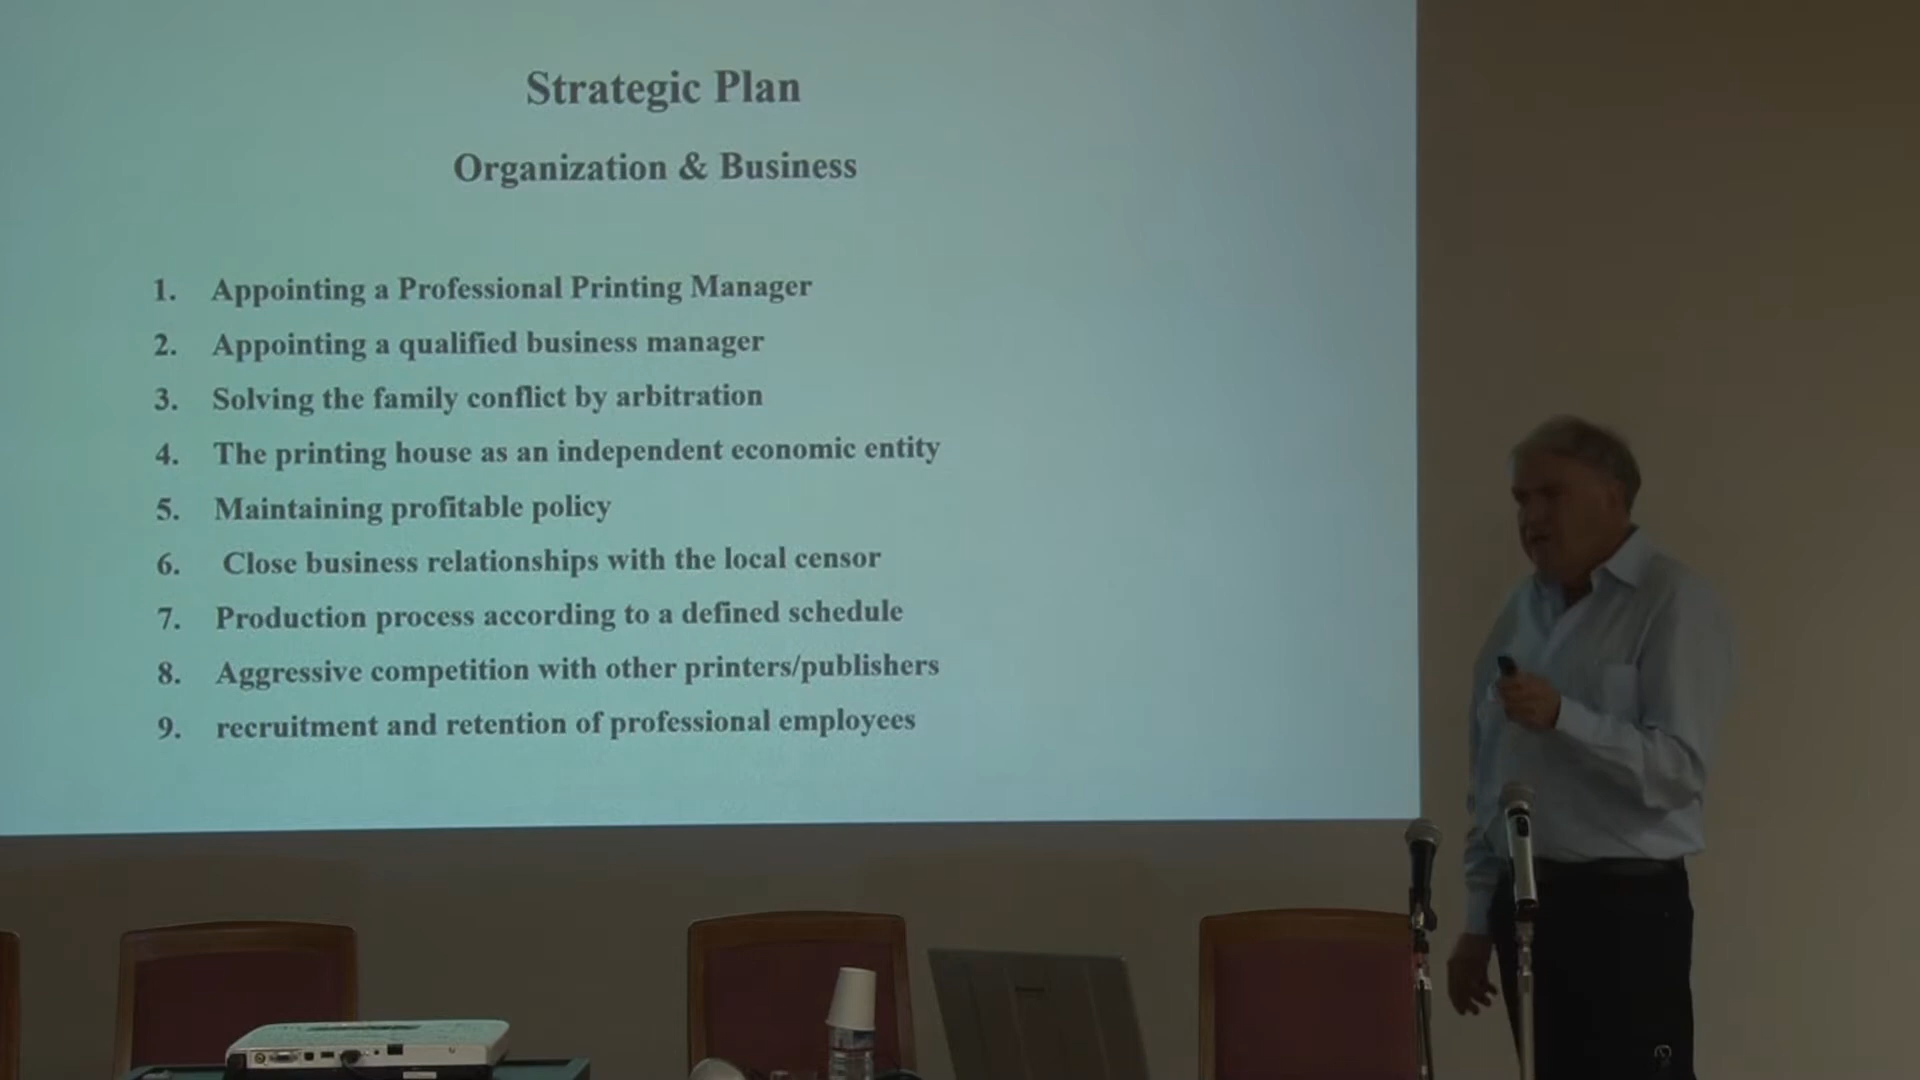 Strategic Plan
Organization & Business
1. Appointing a Professional Printing Manager
2. Appointing a qualified business manager
3. Solving the family conflict by arbitration
4. The printing house as an independent economic entity
5. Maintaining profitable policy
6. Close business relationships with the local censor
7. Production process according to a defined schedule
8. Aggressive competition with other printers/publishers
9. recruitment and retention of professional employees